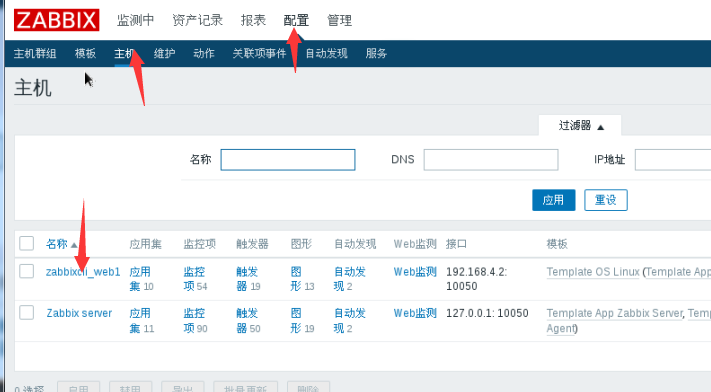 ZABBIX 监测中 资产记录 报表 配置 管理
主机群组 模板 主机 维护 动作 关联项事件 自动发现 服务
主机
过滤器 ▲
名称 DNS IP地址
应用 重设
名称 ▲ 应用集 监控项 触发器 图形 自动发现 Web监测 接口 模板
zabbixcli_web1 应用 监控 触发 图 自动发 Web监测 192.168.4.2: Template OS Linux (Template App
集 10 项 54 器 19 形 13 现 2 10050
Zabbix server 应用 监控 触发 图 自动发 Web监测 127.0.0.1: 10050 Template App Zabbix Server, Temp
集 11 项 90 器 50 形 19 现 2 Agent)
0 选择 启用 禁用 导出 批量更新 删除